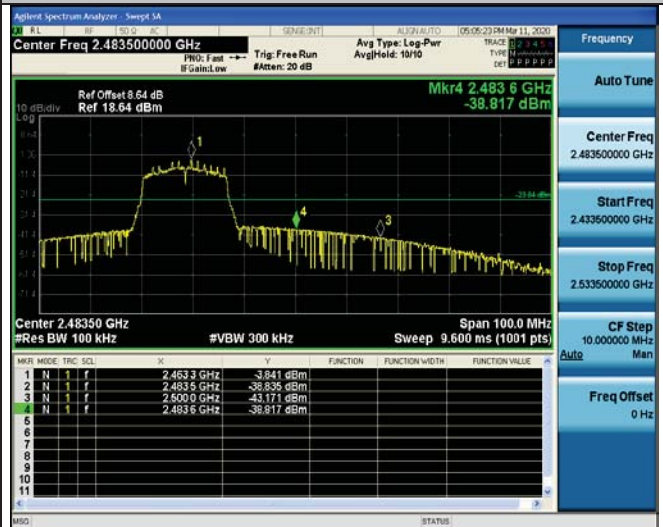 Agilent Spectrum Analyzer - Swept SA
RL RF 50 Ω AC SENSE:INT ALIGNAUTO 05:05:23 PM Mar 11, 2020
Center Freq 2.483500000 GHz
PNO: Fast
IFGain:Low
Trig: Free Run
#Atten: 20 dB
Avg Type: Log-Pwr
Avg|Hold: 10/10
TRACE 1 2 3 4 5 6
TYPE M
DET P P P P P P
Frequency
Auto Tune
Center Freq
2.483500000 GHz
Start Freq
2.433500000 GHz
Stop Freq
2.533500000 GHz
CF Step
10.000000 MHz
Auto Man
Freq Offset
0 Hz
Mkr4 2.483 6 GHz
-38.817 dBm
Ref Offset 8.64 dB
10 dB/div Ref 18.64 dBm
Log
8.64
1
-23.84 dBm
4
3
Center 2.48350 GHz Span 100.0 MHz
#Res BW 100 kHz #VBW 300 kHz Sweep 9.600 ms (1001 pts)
MKR MODE TRC SCL X Y FUNCTION FUNCTION WIDTH FUNCTION VALUE
1 N 1 f 2.463 3 GHz -3.841 dBm
2 N 1 f 2.483 5 GHz -38.835 dBm
3 N 1 f 2.500 0 GHz -43.171 dBm
4 N 1 f 2.483 6 GHz -38.817 dBm
5
6
7
8
9
10
11
MSG STATUS